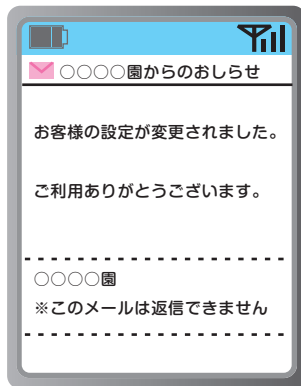 ○○○○園からのおしらせ
お客様の設定が変更されました。
ご利用ありがとうございます。
○○○○園
※このメールは返信できません